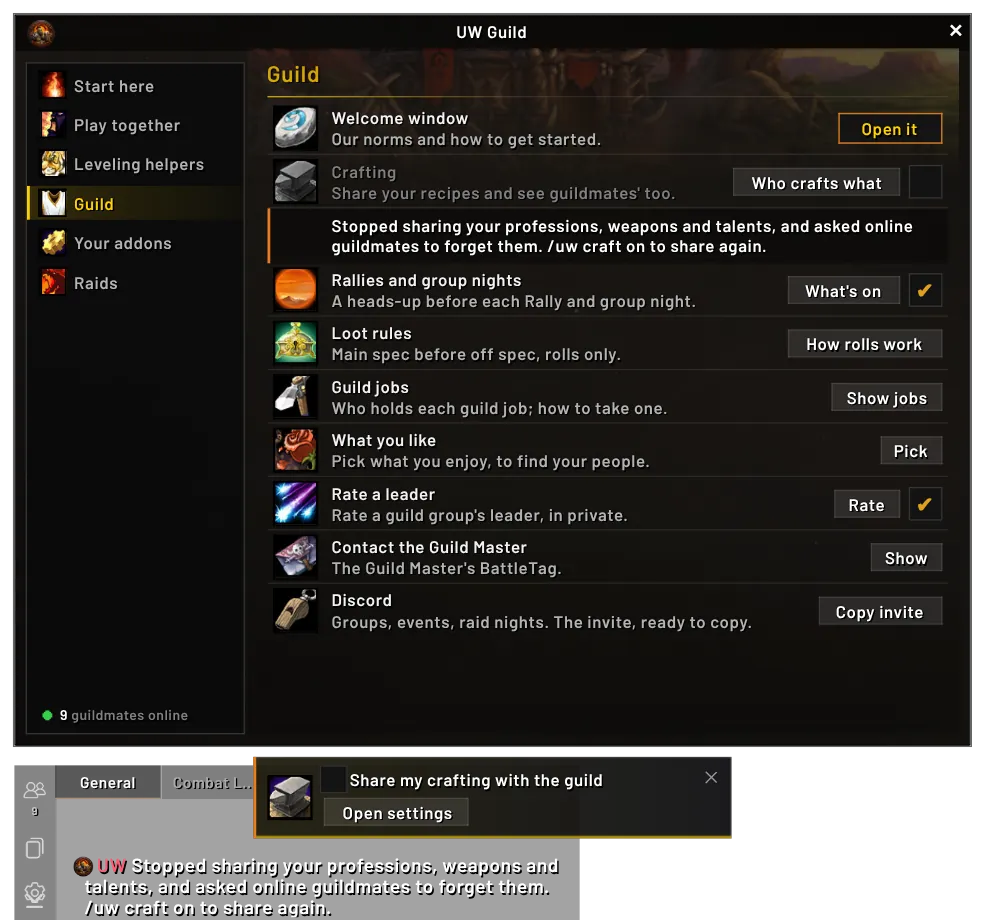 UW Guild
Start here
Play together
Leveling helpers
Guild
Your addons
Raids
9 guildmates online
Guild
Welcome window
Our norms and how to get started.
Open it
Crafting
Share your recipes and see guildmates' too.
Who crafts what
Stopped sharing your professions, weapons and talents, and asked online
guildmates to forget them. /uw craft on to share again.
Rallies and group nights
A heads-up before each Rally and group night.
What's on
Loot rules
Main spec before off spec, rolls only.
How rolls work
Guild jobs
Who holds each guild job; how to take one.
Show jobs
What you like
Pick what you enjoy, to find your people.
Pick
Rate a leader
Rate a guild group's leader, in private.
Rate
Contact the Guild Master
The Guild Master's BattleTag.
Show
Discord
Groups, events, raid nights. The invite, ready to copy.
Copy invite
9
General
Combat L...
Share my crafting with the guild
Open settings
UW Stopped sharing your professions, weapons and
talents, and asked online guildmates to forget them.
/uw craft on to share again.